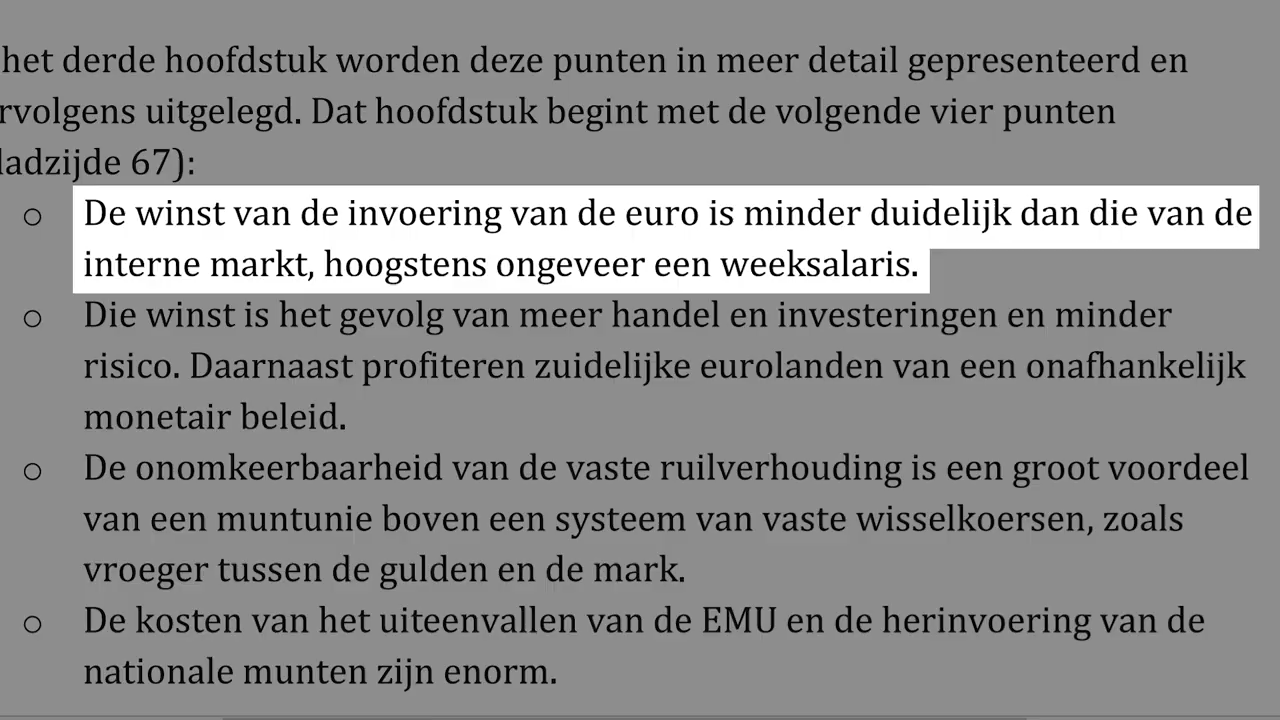 het derde hoofdstuk worden deze punten in meer detail gepresenteerd en
rvolgens uitgelegd. Dat hoofdstuk begint met de volgende vier punten
ladzijde 67):
○ De winst van de invoering van de euro is minder duidelijk dan die van de
interne markt, hoogstens ongeveer een weeksalaris.
○ Die winst is het gevolg van meer handel en investeringen en minder
risico. Daarnaast profiteren zuidelijke eurolanden van een onafhankelijk
monetair beleid.
○ De onomkeerbaarheid van de vaste ruilverhouding is een groot voordeel
van een muntunie boven een systeem van vaste wisselkoersen, zoals
vroeger tussen de gulden en de mark.
○ De kosten van het uiteenvallen van de EMU en de herinvoering van de
nationale munten zijn enorm.